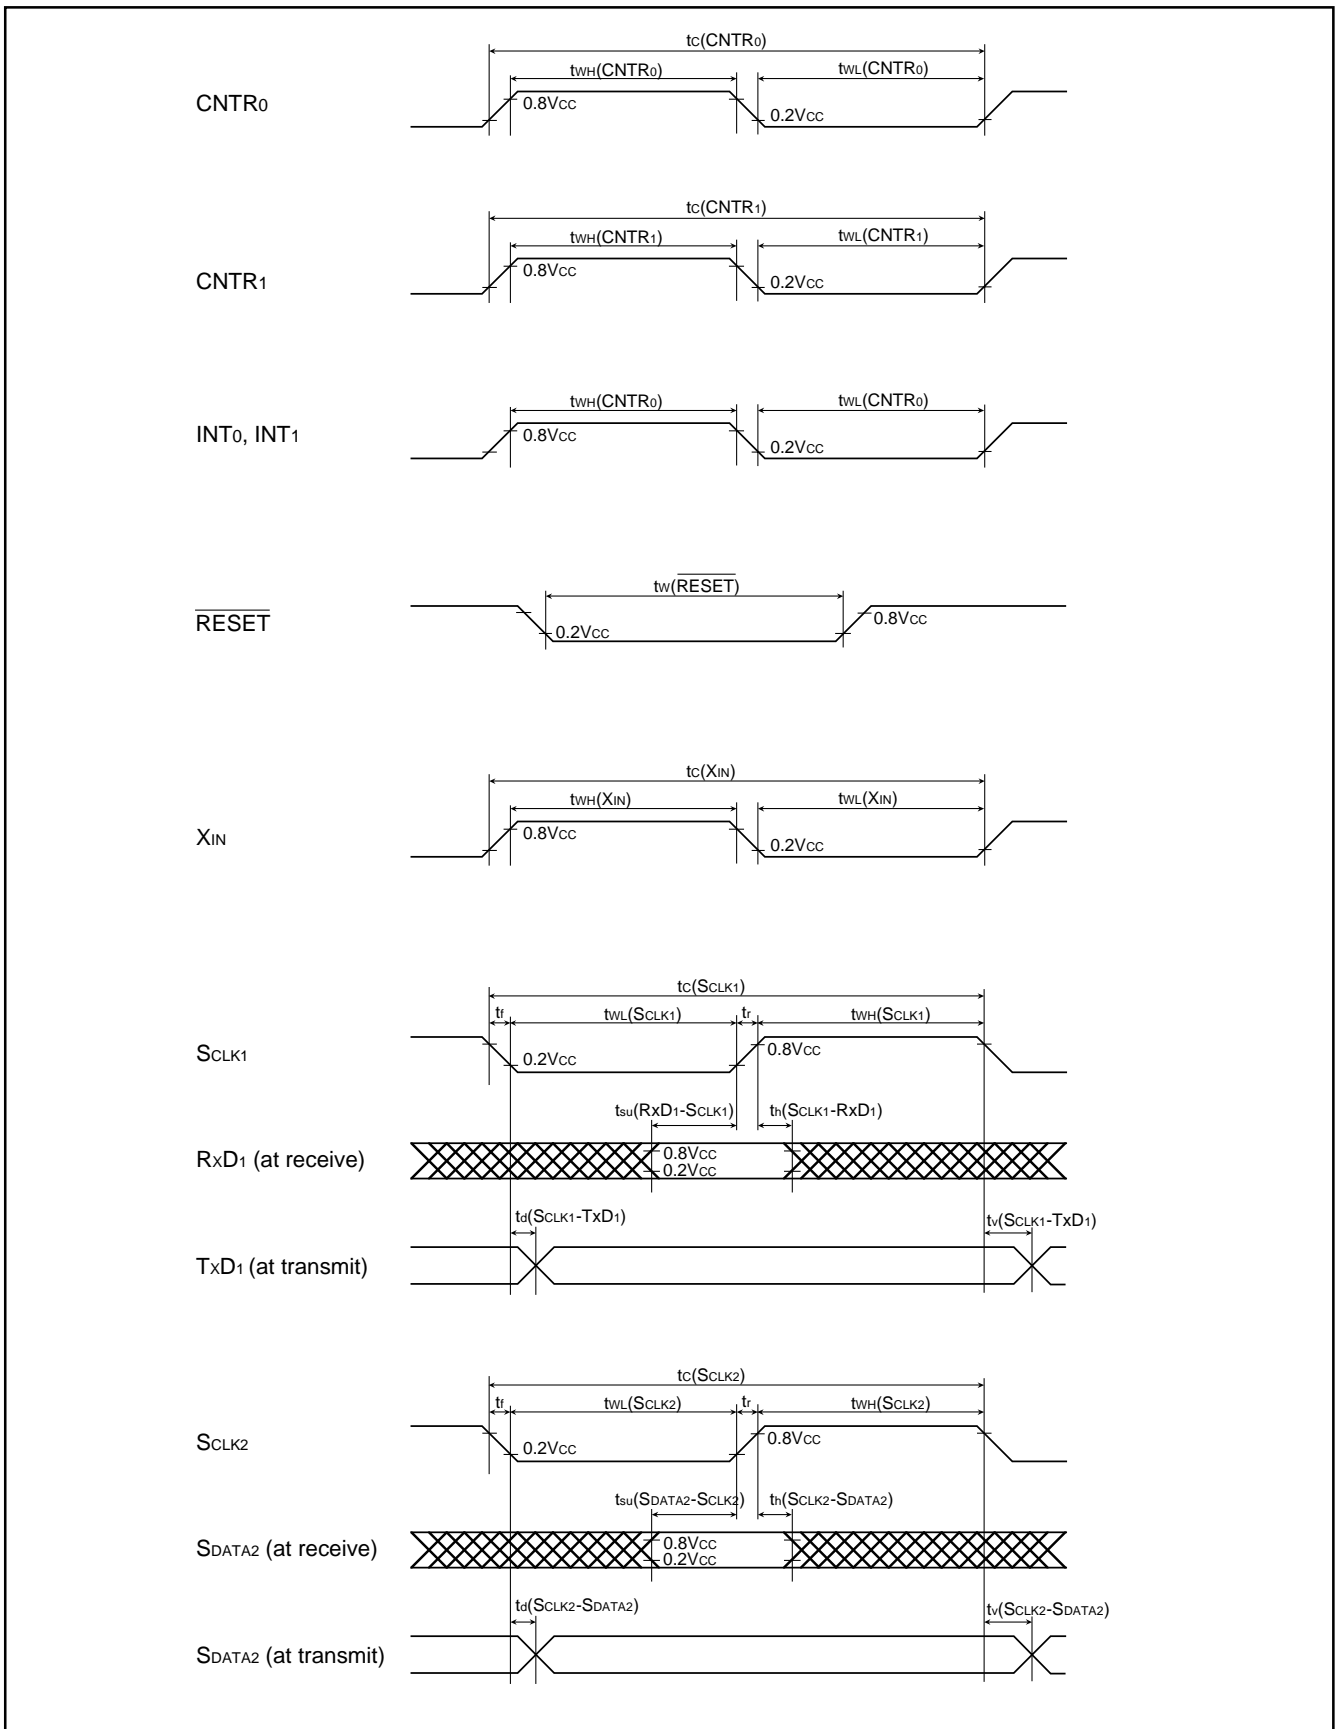 tC(CNTR0)
tWH(CNTR0) tWL(CNTR0)
CNTR0 0.8VCC 0.2VCC
tC(CNTR1)
tWH(CNTR1) tWL(CNTR1)
CNTR1 0.8VCC 0.2VCC
tWH(CNTR0) tWL(CNTR0)
INT0, INT1 0.8VCC 0.2VCC
tW(RESET)
RESET 0.2VCC 0.8VCC
tC(XIN)
tWH(XIN) tWL(XIN)
XIN 0.8VCC 0.2VCC
tC(SCLK1)
tf tWL(SCLK1) tr tWH(SCLK1)
SCLK1 0.2VCC 0.8VCC
tsu(RxD1-SCLK1) th(SCLK1-RxD1)
RXD1 (at receive) 0.8VCC
0.2VCC
td(SCLK1-TxD1) tv(SCLK1-TxD1)
TXD1 (at transmit)
tC(SCLK2)
tf tWL(SCLK2) tr tWH(SCLK2)
SCLK2 0.2VCC 0.8VCC
tsu(SDATA2-SCLK2) th(SCLK2-SDATA2)
SDATA2 (at receive) 0.8VCC
0.2VCC
td(SCLK2-SDATA2) tv(SCLK2-SDATA2)
SDATA2 (at transmit)